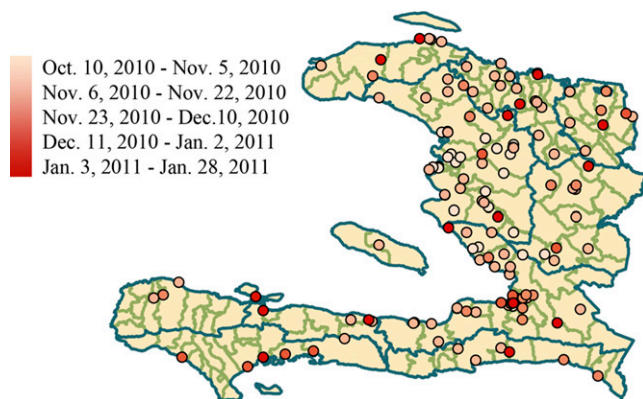 Oct. 10, 2010 - Nov. 5, 2010
Nov. 6, 2010 - Nov. 22, 2010
Nov. 23, 2010 - Dec.10, 2010
Dec. 11, 2010 - Jan. 2, 2011
Jan. 3, 2011 - Jan. 28, 2011